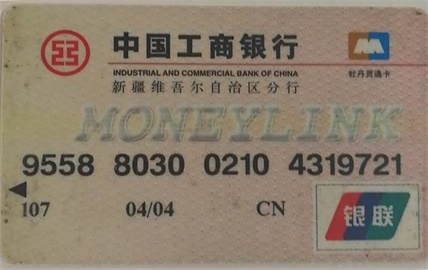 中国工商银行
INDUSTRIAL AND COMMERCIAL BANK OF CHINA
新疆维吾尔自治区分行
牡丹灵通卡
MONEYLINK
9558 8030 0210 4319721
107 04/04 CN
银联